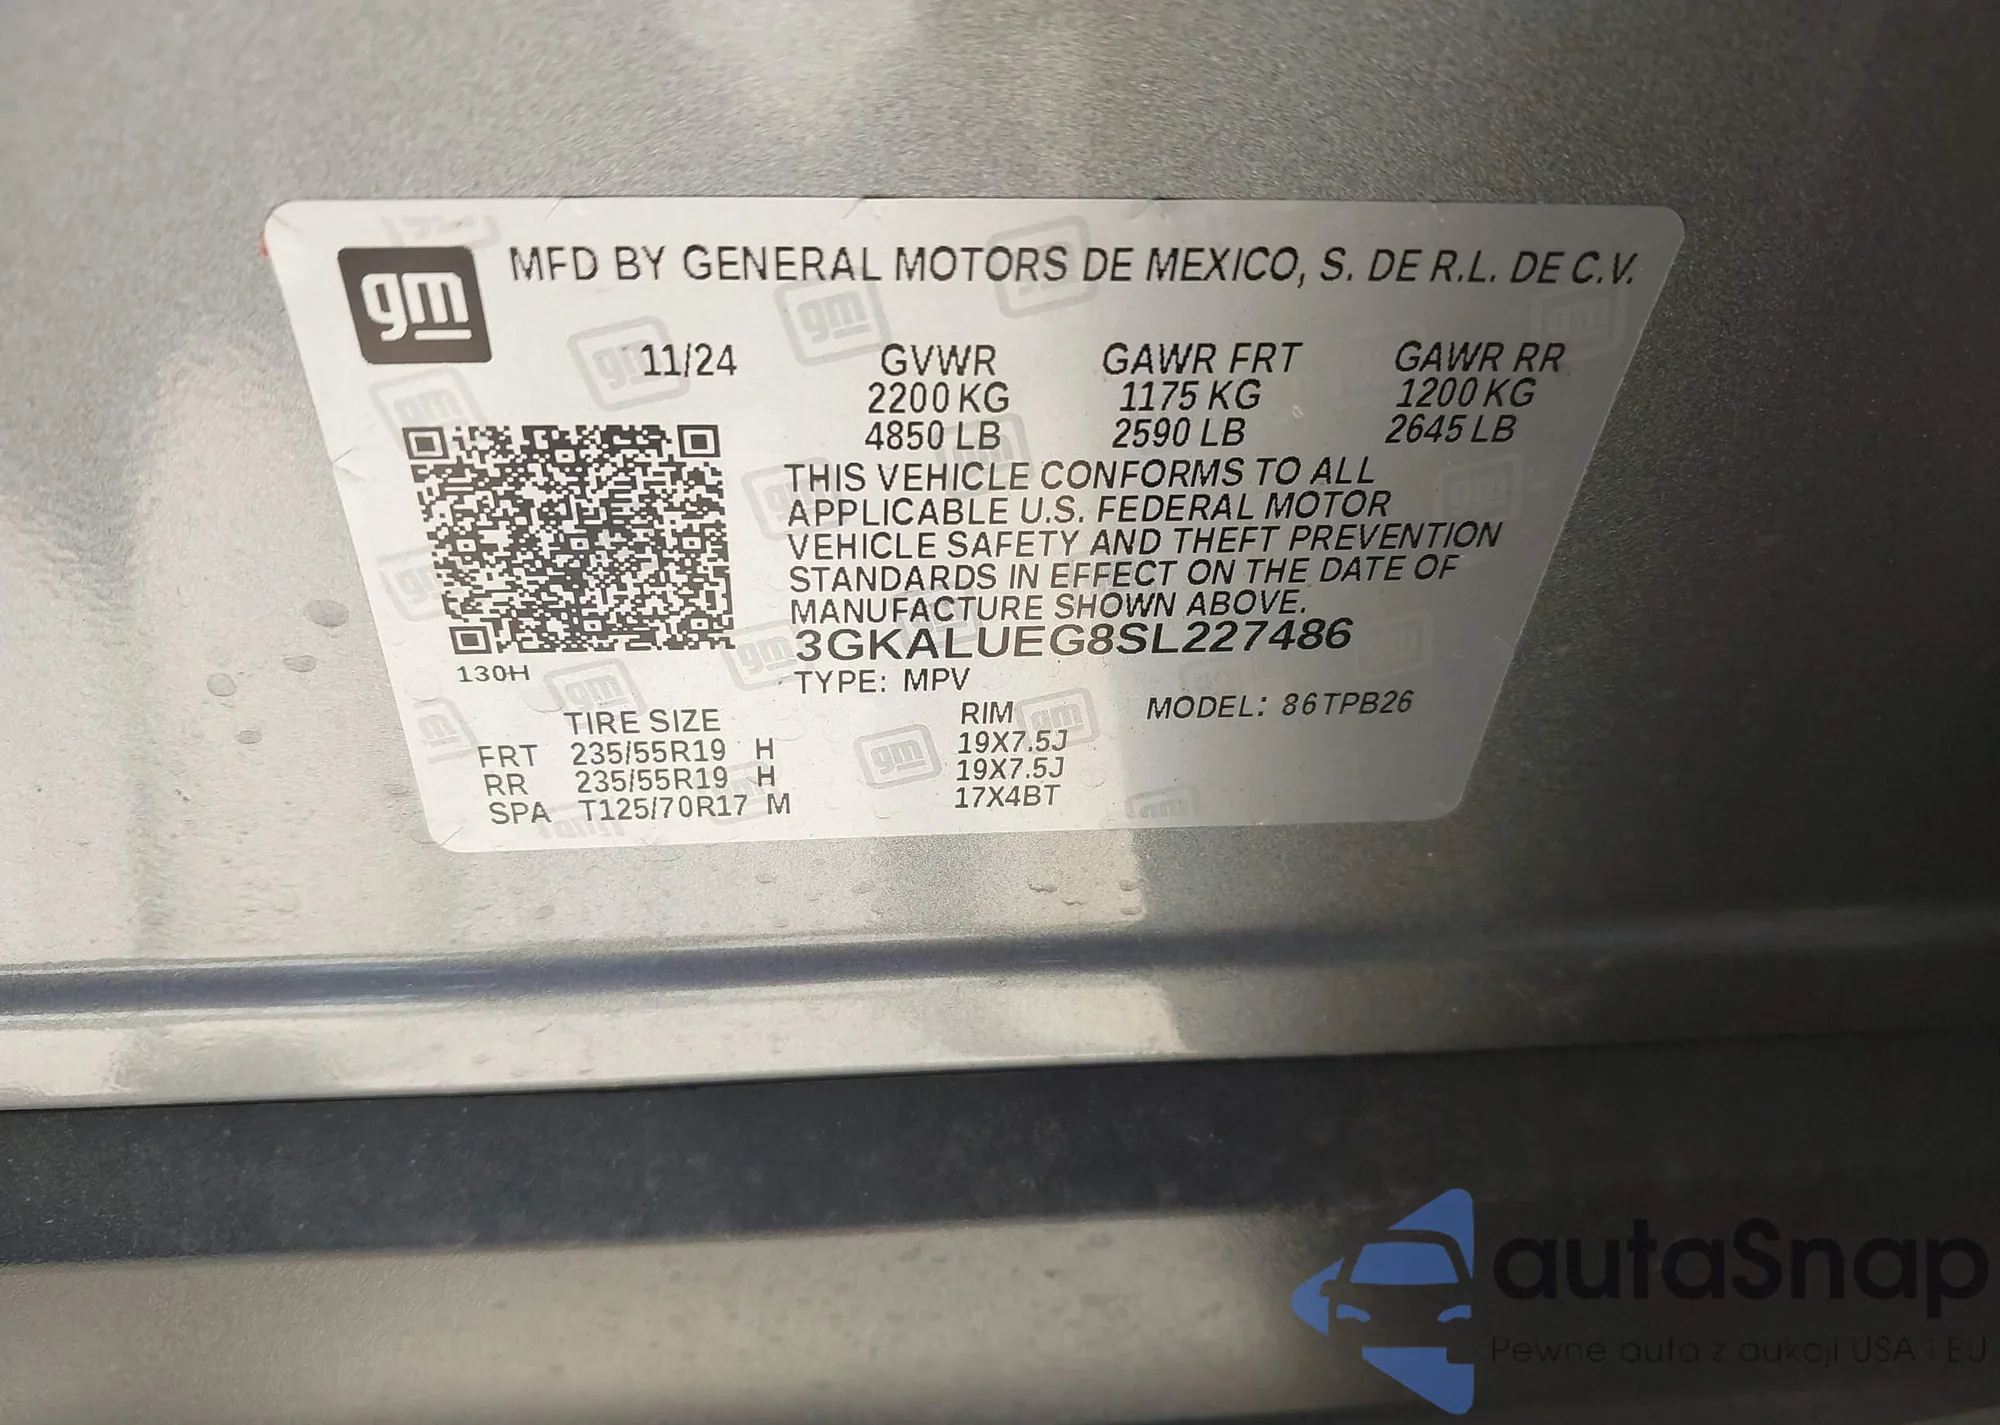 gm
MFD BY GENERAL MOTORS DE MEXICO, S. DE R.L. DE C.V.
11/24 GVWR GAWR FRT GAWR RR
2200 KG 1175 KG 1200 KG
4850 LB 2590 LB 2645 LB
THIS VEHICLE CONFORMS TO ALL
APPLICABLE U.S. FEDERAL MOTOR
VEHICLE SAFETY AND THEFT PREVENTION
STANDARDS IN EFFECT ON THE DATE OF
MANUFACTURE SHOWN ABOVE.
3GKALUEG8SL227486
130H
TYPE: MPV
MODEL: 86TPB26
TIRE SIZE RIM
FRT 235/55R19 H 19X7.5J
RR 235/55R19 H 19X7.5J
SPA T125/70R17 M 17X4BT
autaSnap
Pewne auta z aukcji USA i EU